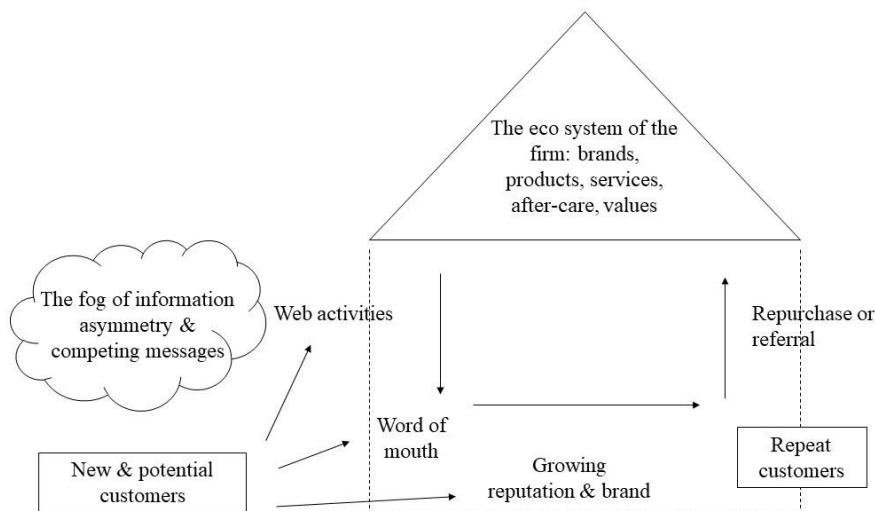 The eco system of the
firm: brands,
products, services,
after-care, values
The fog of information
asymmetry &
competing messages
Web activities
Repurchase or
referral
Word of
mouth
New & potential
customers
Growing
reputation & brand
Repeat
customers